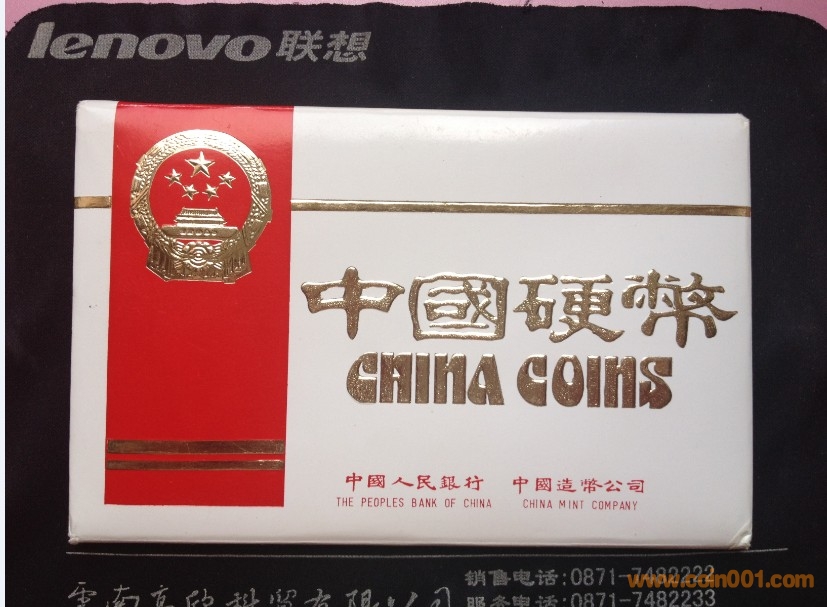 lenovo联想
中國硬幣
CHINA COINS
中國人民銀行 中國造幣公司
THE PEOPLES BANK OF CHINA CHINA MINT COMPANY
销售电话:0871-7482222
服务电话:0871-7482233
www.coin001.com